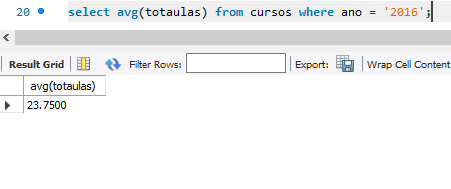 20 select avg(totaulas) from cursos where ano = '2016';
Result Grid Filter Rows: Export: Wrap Cell Content
avg(totaulas)
23.7500